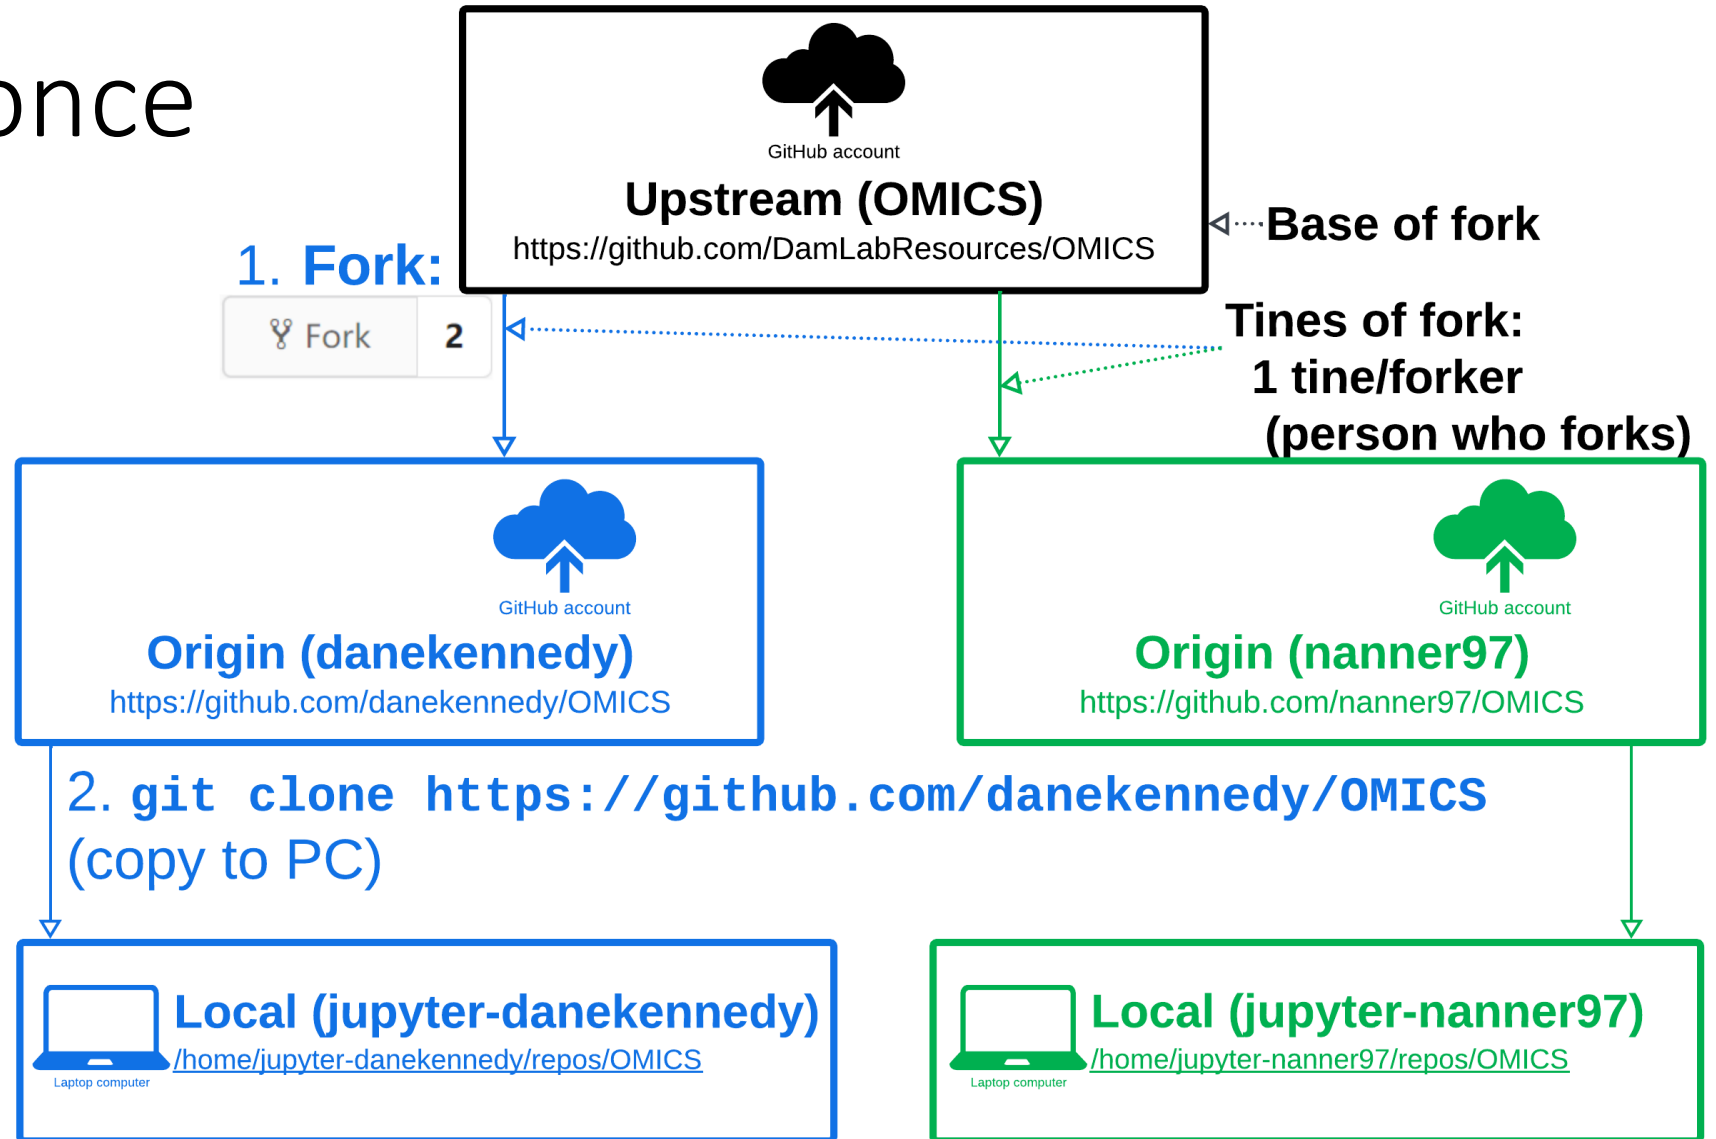 once
GitHub account
Upstream (OMICS)
https://github.com/DamLabResources/OMICS
Base of fork
1. Fork:
Fork 2
Tines of fork:
1 tine/forker
(person who forks)
GitHub account
Origin (danekennedy)
https://github.com/danekennedy/OMICS
GitHub account
Origin (nanner97)
https://github.com/nanner97/OMICS
2. git clone https://github.com/danekennedy/OMICS
(copy to PC)
Local (jupyter-danekennedy)
/home/jupyter-danekennedy/repos/OMICS
Laptop computer
Local (jupyter-nanner97)
/home/jupyter-nanner97/repos/OMICS
Laptop computer